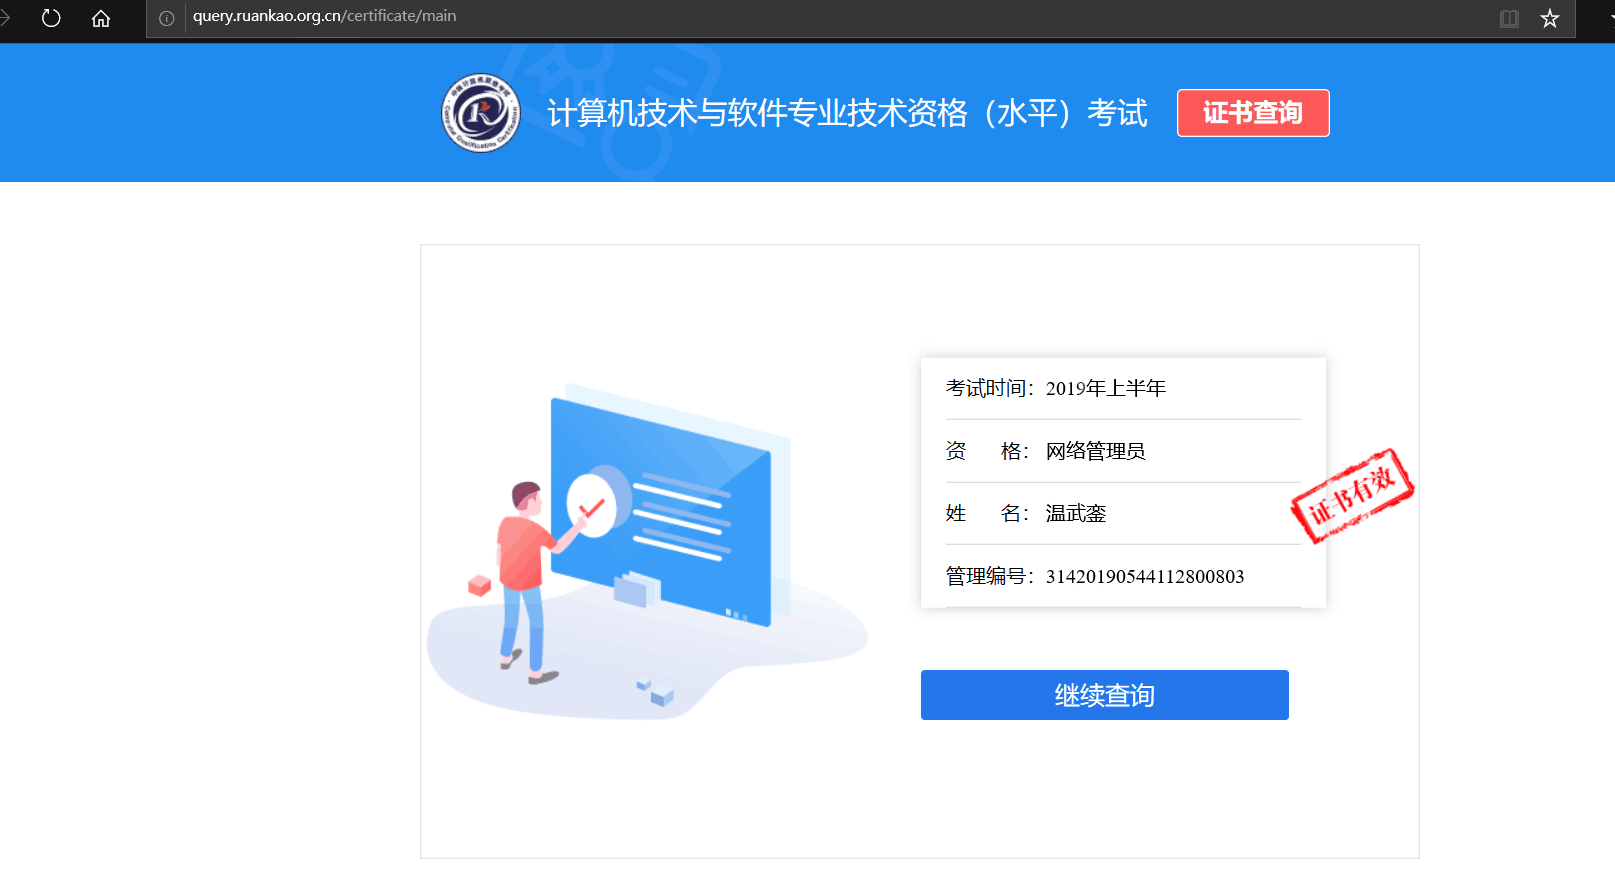 query.ruankao.org.cn/certificate/main
计算机技术与软件专业技术资格（水平）考试
证书查询
考试时间：2019年上半年
资 格：网络管理员
姓 名：温武銮
证书有效
管理编号：31420190544112800803
继续查询